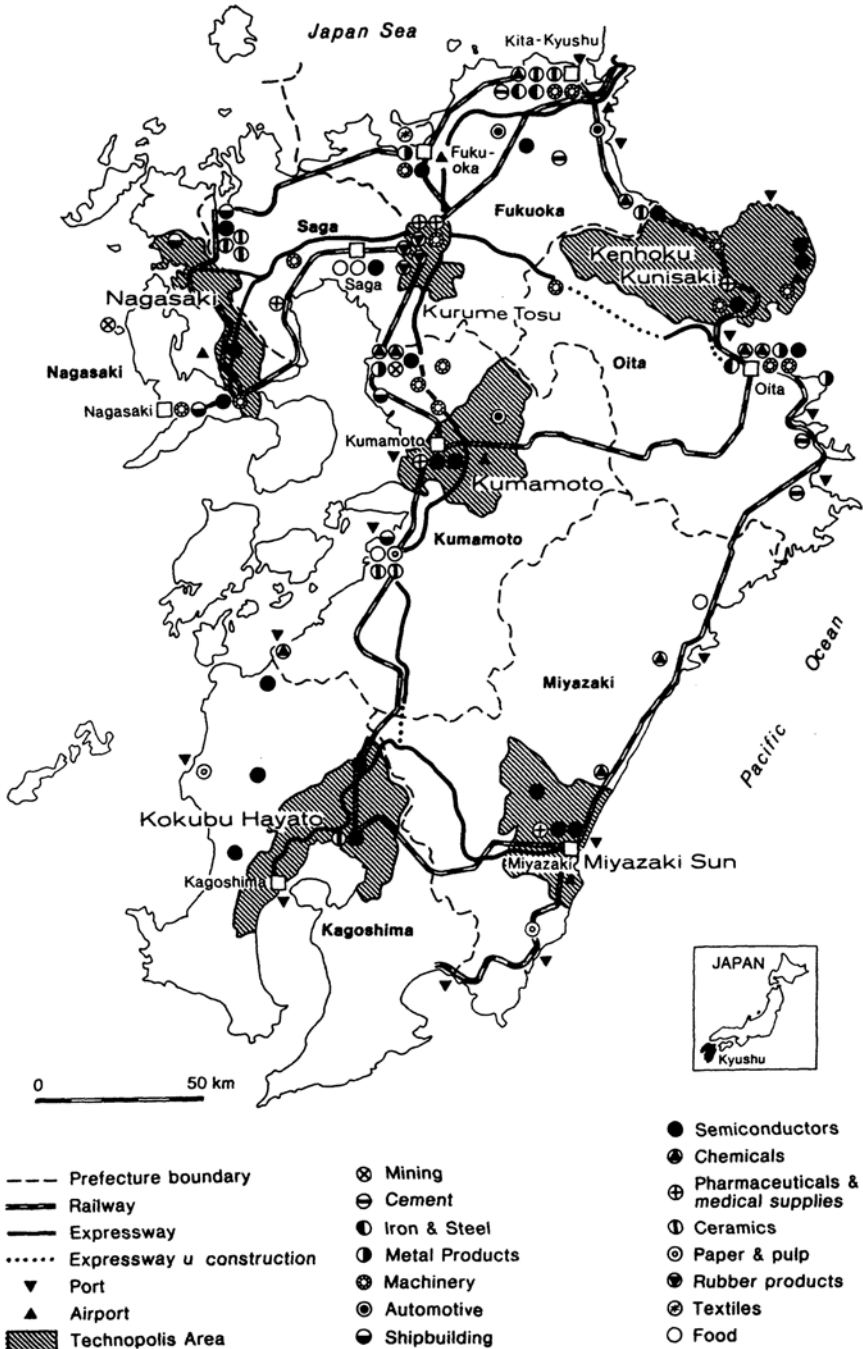 Japan Sea
Kita-Kyushu
Fuku-
oka
Fukuoka
Saga
Kenhoku
Kunisaki
Saga
Nagasaki
Kurume Tosu
Nagasaki
Oita
Oita
Nagasaki
Kumamoto
Kumamoto
Kumamoto
Ocean
Pacific
Miyazaki
Kokubu Hayato
Miyazaki
Miyazaki Sun
Kagoshima
Kagoshima
JAPAN
Kyushu
0 50 km
Prefecture boundary
Railway
Expressway
Expressway u construction
Port
Airport
Technopolis Area
Mining
Cement
Iron & Steel
Metal Products
Machinery
Automotive
Shipbuilding
Semiconductors
Chemicals
Pharmaceuticals &
medical supplies
Ceramics
Paper & pulp
Rubber products
Textiles
Food